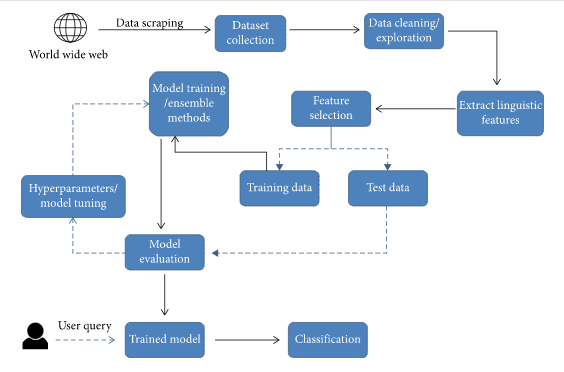 Data scraping
World wide web
Dataset
collection
Data cleaning/
exploration
Model training
/ensemble
methods
Feature
selection
Extract linguistic
features
Hyperparameters/
model tuning
Training data
Test data
Model
evaluation
User query
Trained model
Classification